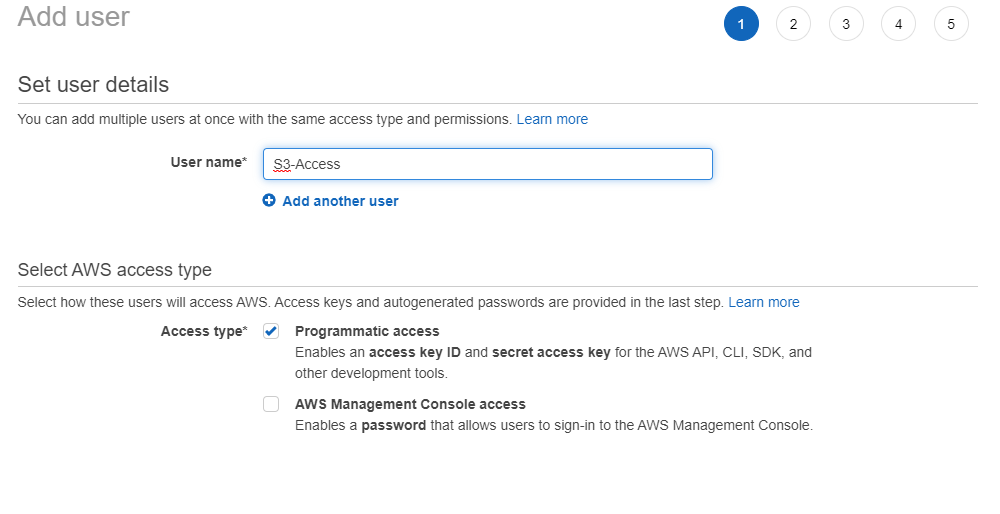 Add user
1 2 3 4 5
Set user details
You can add multiple users at once with the same access type and permissions. Learn more
User name* S3-Access
Add another user
Select AWS access type
Select how these users will access AWS. Access keys and autogenerated passwords are provided in the last step. Learn more
Access type* Programmatic access
Enables an access key ID and secret access key for the AWS API, CLI, SDK, and
other development tools.
AWS Management Console access
Enables a password that allows users to sign-in to the AWS Management Console.